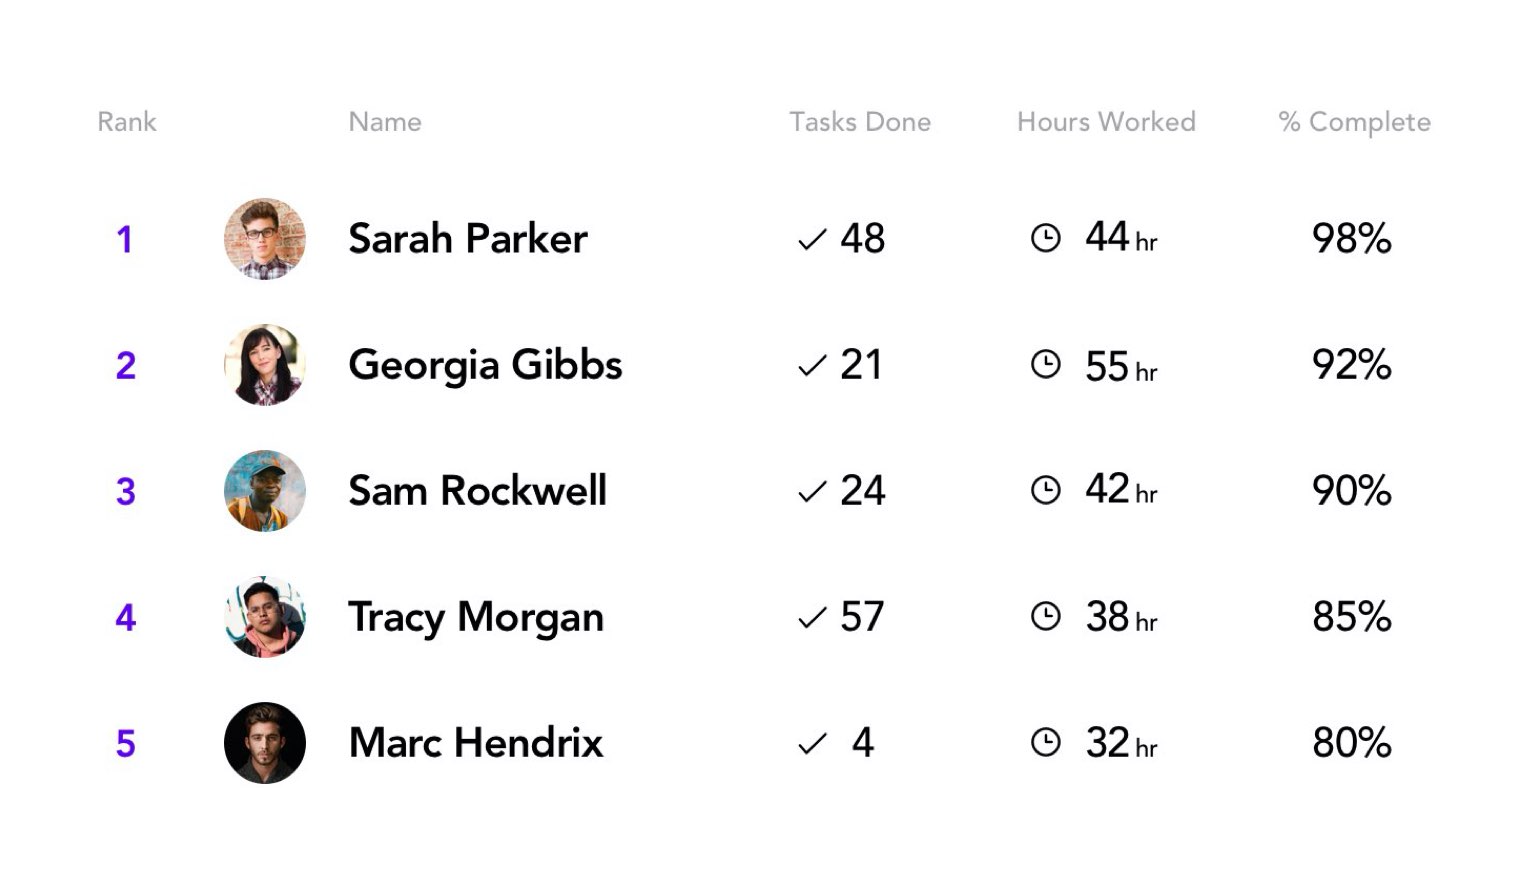 Rank Name Tasks Done Hours Worked % Complete
1 Sarah Parker 48 44 hr 98%
2 Georgia Gibbs 21 55 hr 92%
3 Sam Rockwell 24 42 hr 90%
4 Tracy Morgan 57 38 hr 85%
5 Marc Hendrix 4 32 hr 80%